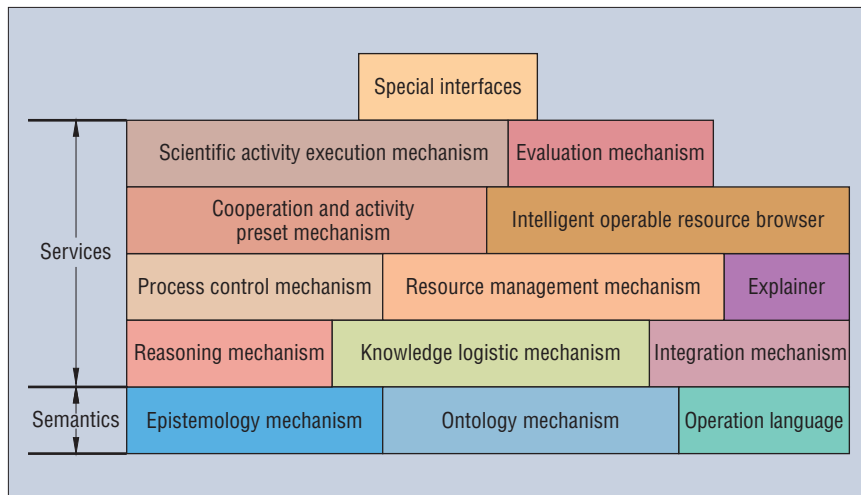 Special interfaces
Scientific activity execution mechanism
Evaluation mechanism
Cooperation and activity
preset mechanism
Intelligent operable resource browser
Services
Process control mechanism
Resource management mechanism
Explainer
Reasoning mechanism
Knowledge logistic mechanism
Integration mechanism
Semantics
Epistemology mechanism
Ontology mechanism
Operation language